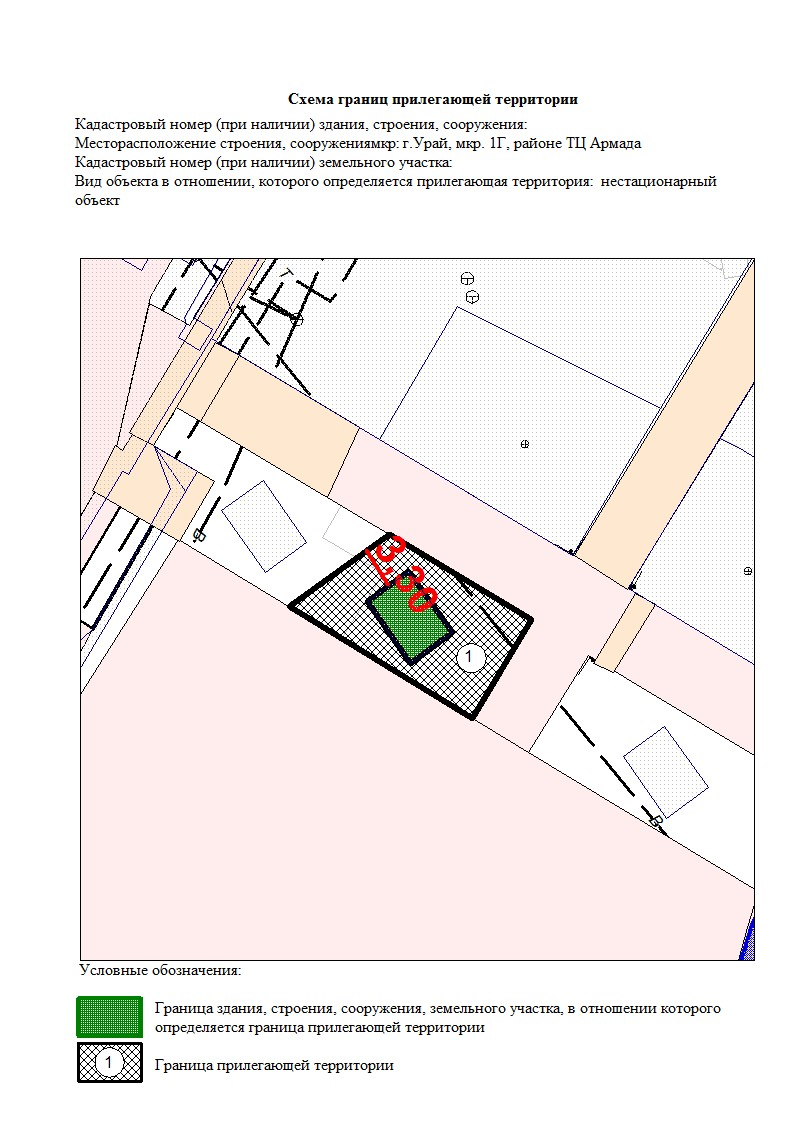 Схема границ прилегающей территории
Кадастровый номер (при наличии) здания, строения, сооружения:
Месторасположение строения, сооружениямкр: г.Урай, мкр. 1Г, районе ТЦ Армада
Кадастровый номер (при наличии) земельного участка:
Вид объекта в отношении, которого определяется прилегающая территория: нестационарный
объект
Т
В
3,30
1
В
Условные обозначения:
Граница здания, строения, сооружения, земельного участка, в отношении которого
определяется граница прилегающей территории
1
Граница прилегающей территории